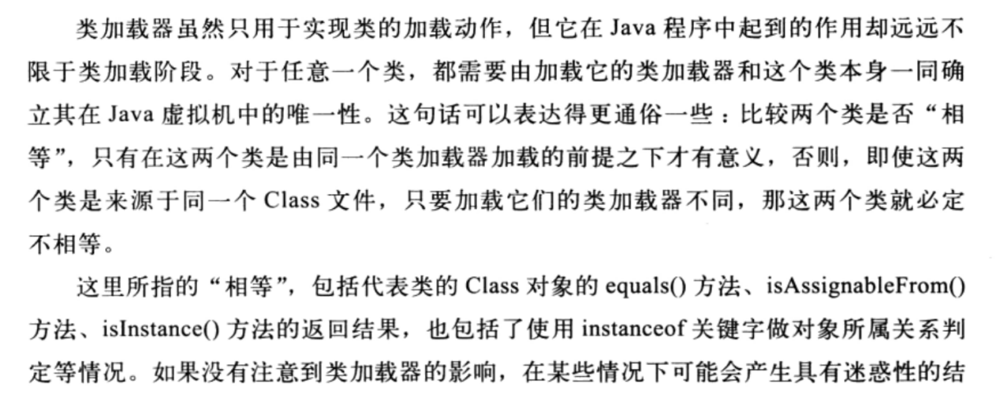 类加载器虽然只用于实现类的加载动作，但它在 Java 程序中起到的作用却远远不
限于类加载阶段。对于任意一个类，都需要由加载它的类加载器和这个类本身一同确
立其在 Java 虚拟机中的唯一性。这句话可以表达得更通俗一些：比较两个类是否“相
等”，只有在这两个类是由同一个类加载器加载的前提之下才有意义，否则，即使这两
个类是来源于同一个 Class 文件，只要加载它们的类加载器不同，那这两个类就必定
不相等。
这里所指的“相等”，包括代表类的 Class 对象的 equals() 方法、isAssignableFrom()
方法、isInstance() 方法的返回结果，也包括了使用 instanceof 关键字做对象所属关系判
定等情况。如果没有注意到类加载器的影响，在某些情况下可能会产生具有迷惑性的结